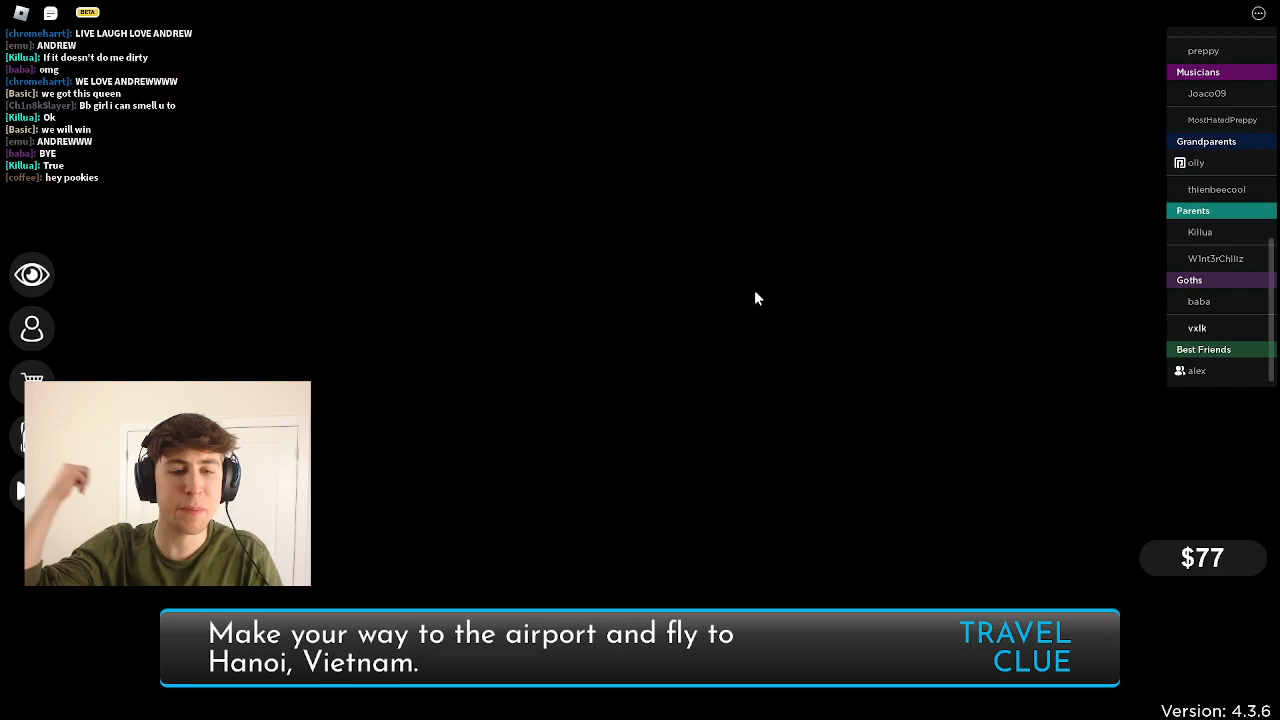 BETA
[chromeharrt]: LIVE LAUGH LOVE ANDREW
[emu]: ANDREW
[Killua]: If it doesn't do me dirty
[baba]: omg
[chromeharrt]: WE LOVE ANDREWWWW
[Basic]: we got this queen
[Ch1n8kSlayer]: Bb girl i can smell u to
[Killua]: Ok
[Basic]: we will win
[emu]: ANDREWWW
[baba]: BYE
[Killua]: True
[coffee]: hey pookies
preppy
Musicians
Joaco09
MostHatedPreppy
Grandparents
olly
thienbeecool
Parents
Killua
W1nt3rChlliz
Goths
baba
vxlk
Best Friends
alex
$77
Make your way to the airport and fly to
Hanoi, Vietnam.
TRAVEL
CLUE
Version: 4.3.6